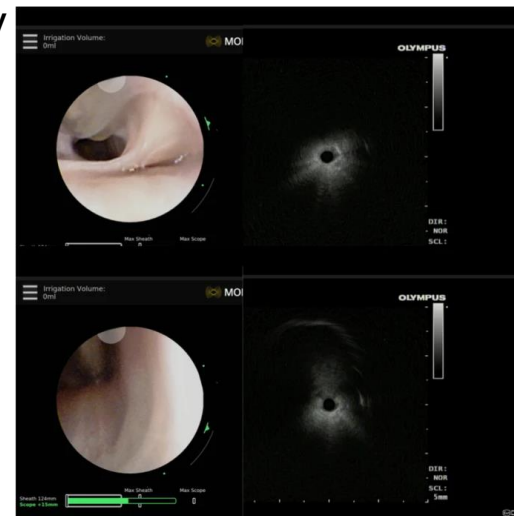 y
Irrigation Volume:
0ml
MO
OLYMPUS
Max Sheath
Max Scope
DIR:
NOR
SCL:
Irrigation Volume:
0ml
MO
OLYMPUS
Sheath 124mm
Scope +15mm
Max Sheath
Max Scope
DIR:
NOR
SCL:
5mm